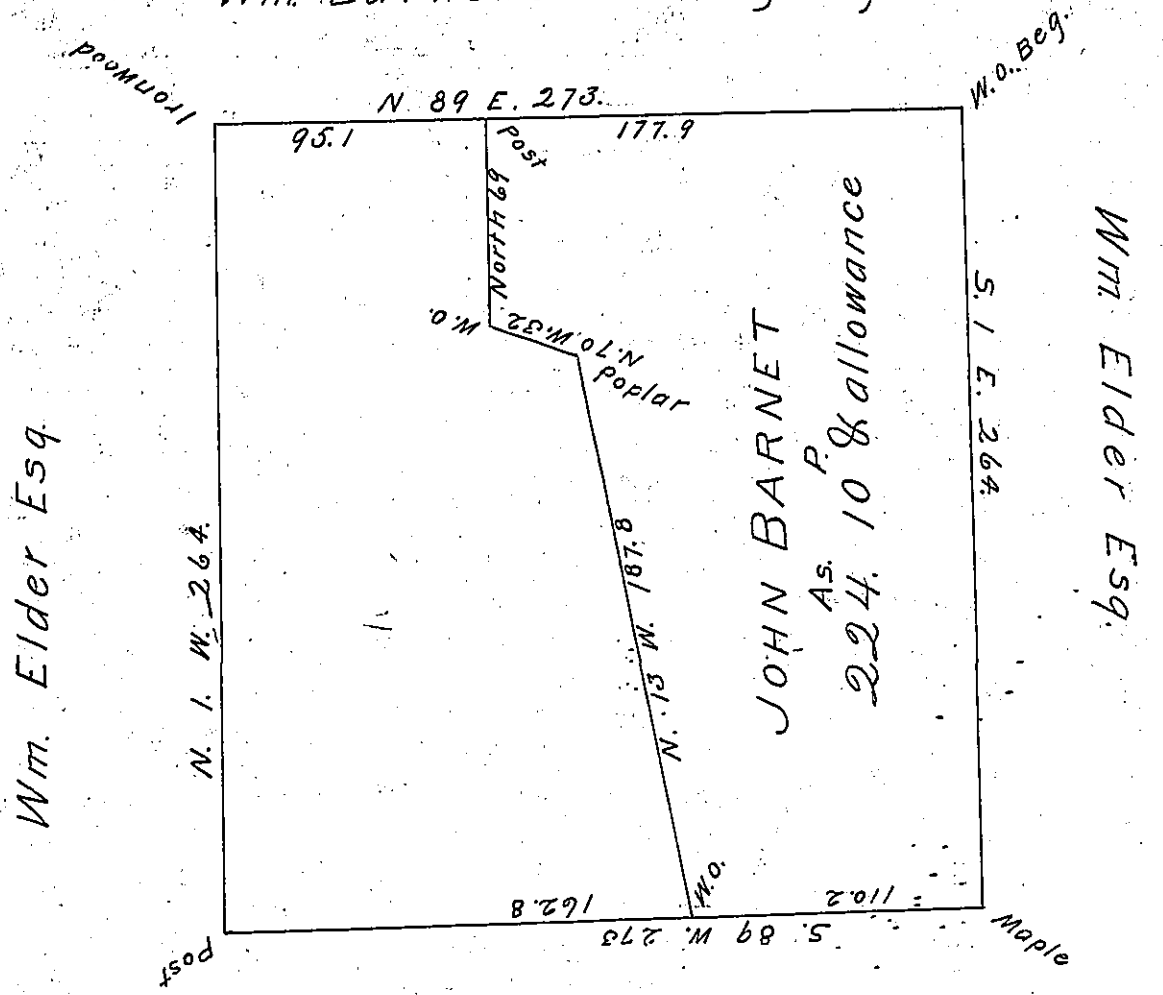 Wm.
Ironwood
W.O. Beg.
N. 89 E. 273.
95.1
Post
177.9
North 69
W.O.
N. 70. W. 32
Poplar
Wm. Elder Esq.
N. 1. W. 264.
N. 13 W. 187.8
JOHN BARNET
As. P.
224. 10 & allowance
S. 1 E. 264.
Wm. Elder Esq.
W.O.
162.8
110.2
S. 89 W. 273
Post
Maple